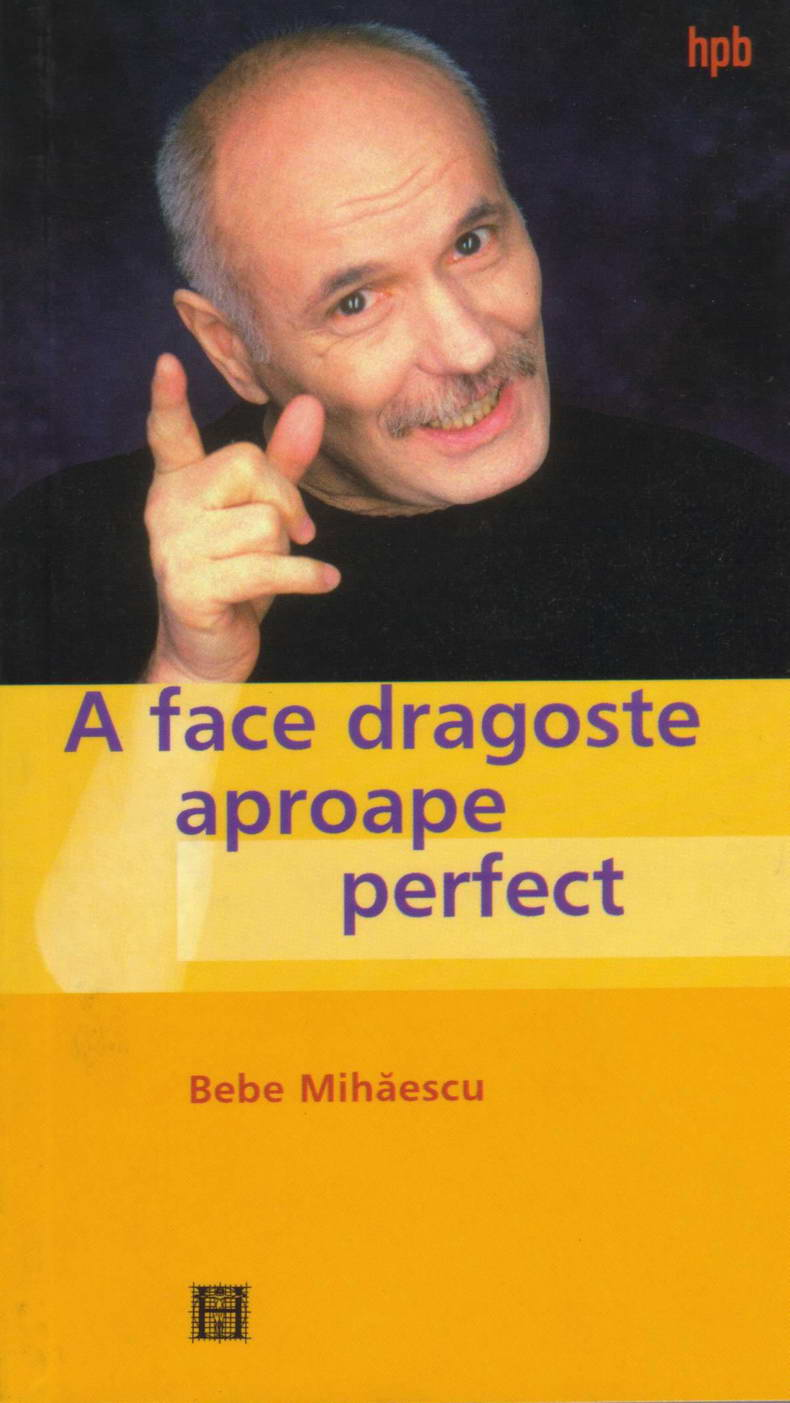 hpb
A face dragoste
aproape
perfect
Bebe Mihăescu
H